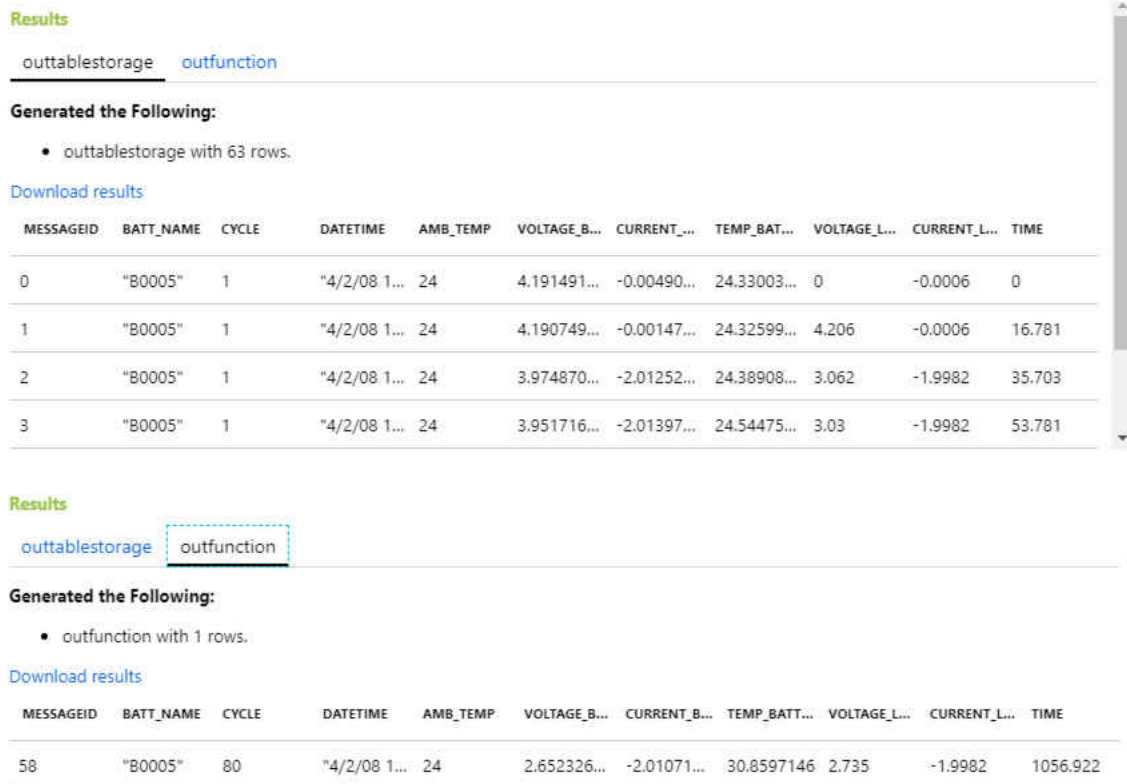 Results
outtablestorage outfunction
Generated the Following:
• outtablestorage with 63 rows.
Download results
MESSAGEID BATT_NAME CYCLE DATETIME AMB_TEMP VOLTAGE_B... CURRENT_... TEMP_BAT... VOLTAGE_L... CURRENT_L... TIME
0 "B0005" 1 "4/2/08 1... 24 4.191491... -0.00490... 24.33003... 0 -0.0006 0
1 "B0005" 1 "4/2/08 1... 24 4.190749... -0.00147... 24.32599... 4.206 -0.0006 16.781
2 "B0005" 1 "4/2/08 1... 24 3.974870... -2.01252... 24.38908... 3.062 -1.9982 35.703
3 "B0005" 1 "4/2/08 1... 24 3.951716... -2.01397... 24.54475... 3.03 -1.9982 53.781
Results
outtablestorage outfunction
Generated the Following:
• outfunction with 1 rows.
Download results
MESSAGEID BATT_NAME CYCLE DATETIME AMB_TEMP VOLTAGE_B... CURRENT_B... TEMP_BATT... VOLTAGE_L... CURRENT_L... TIME
58 "B0005" 80 "4/2/08 1... 24 2.652326... -2.01071... 30.8597146 2.735 -1.9982 1056.922